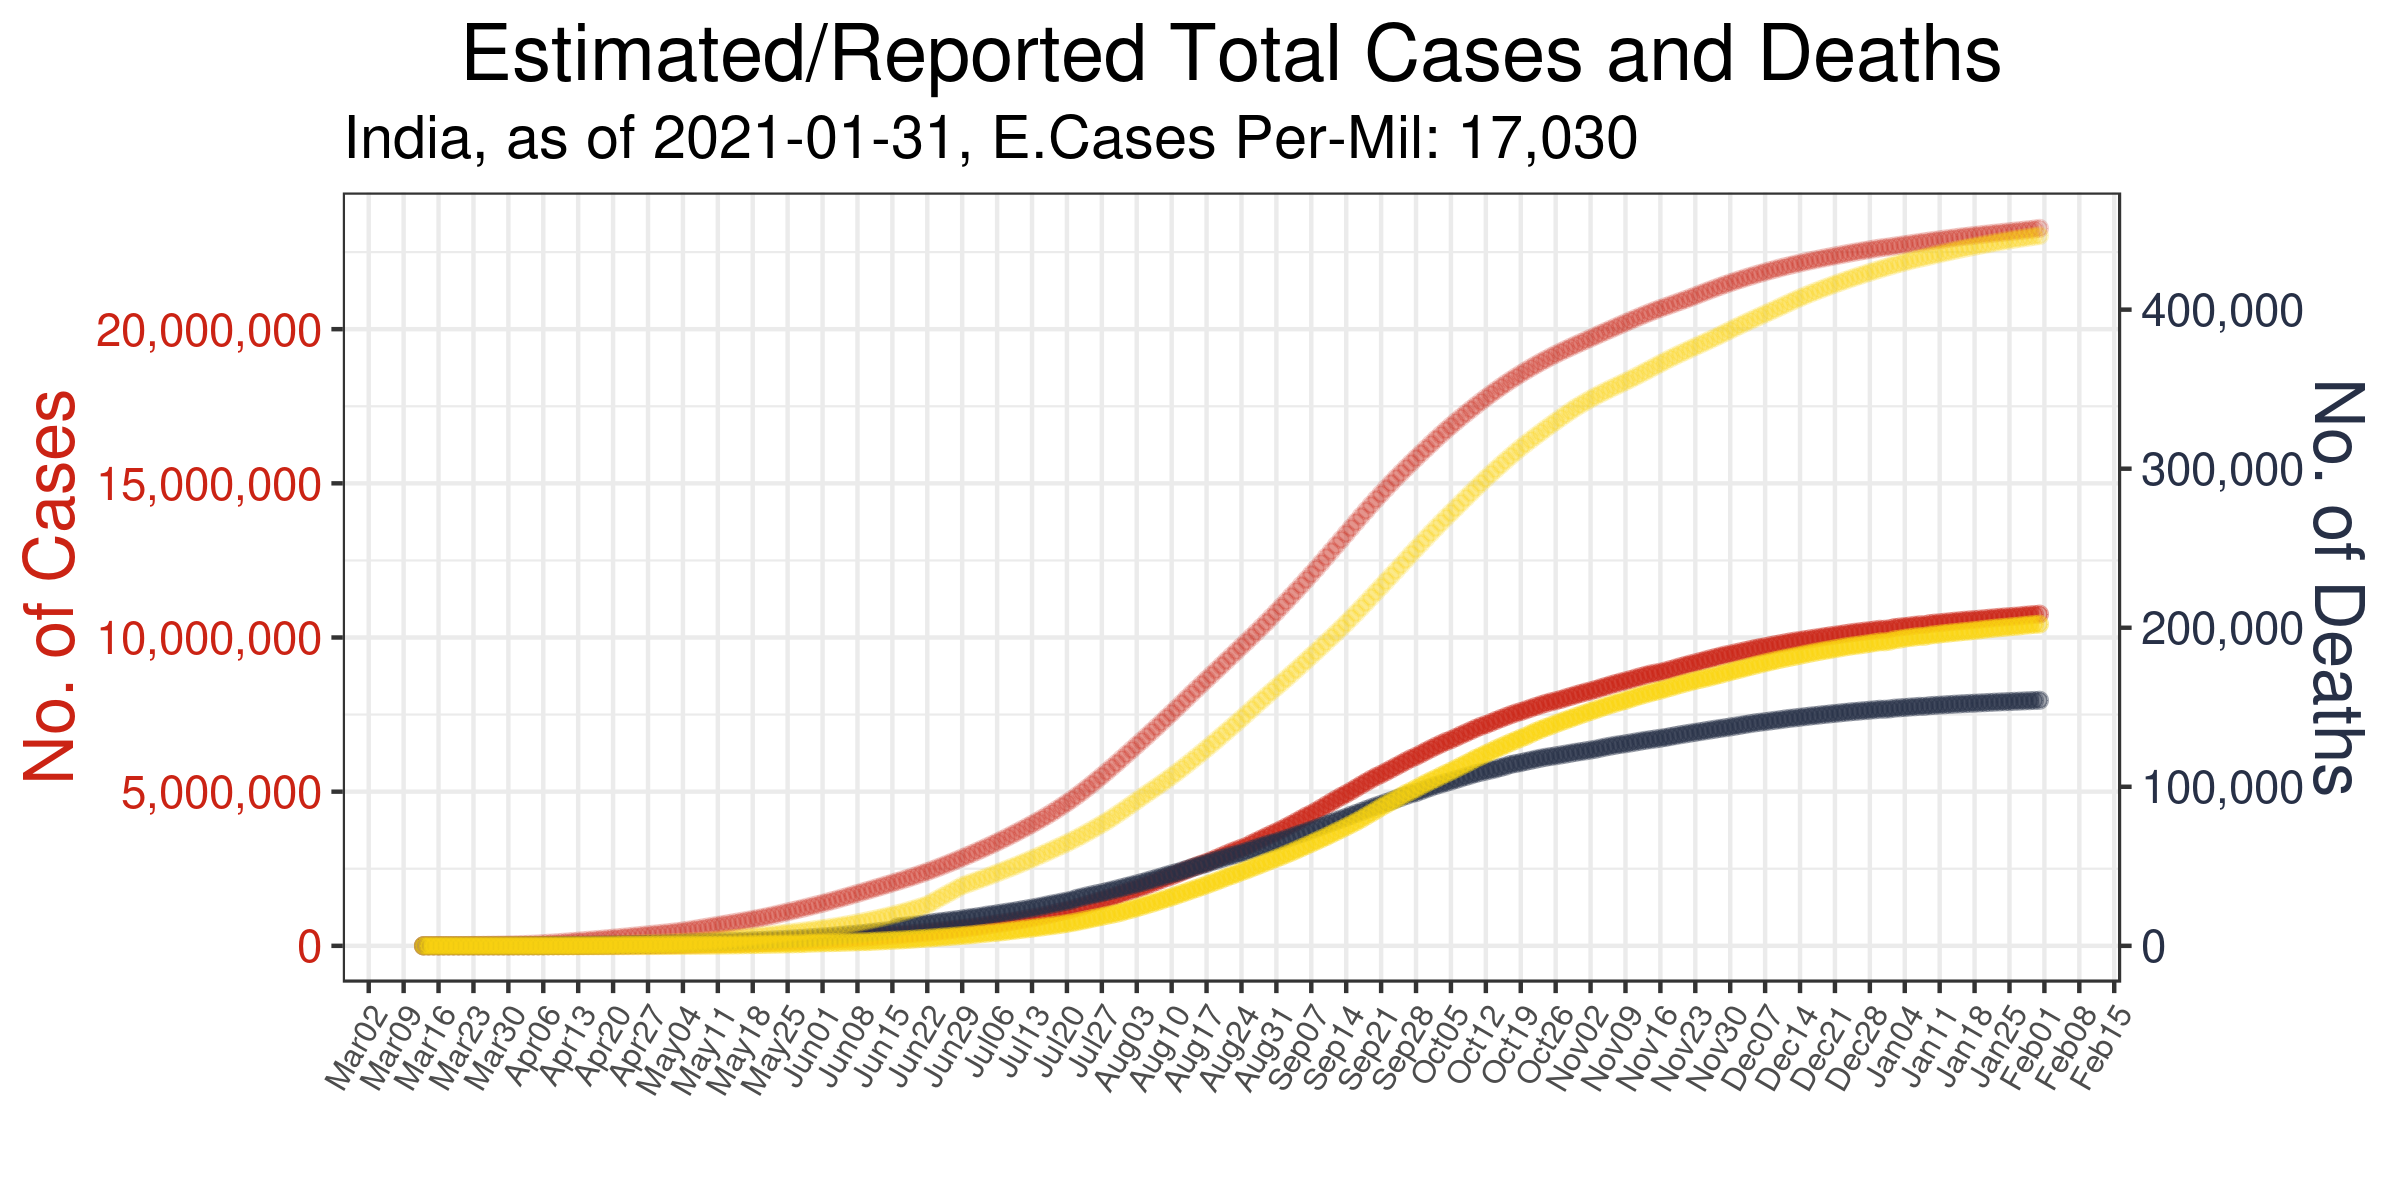 Estimated/Reported Total Cases and Deaths
India, as of 2021-01-31, E.Cases Per-Mil: 17,030
No. of Cases
20,000,000
15,000,000
10,000,000
5,000,000
0
400,000
300,000
200,000
100,000
0
No. of Deaths
Mar02
Mar09
Mar16
Mar23
Mar30
Apr06
Apr13
Apr20
Apr27
May04
May11
May18
May25
Jun01
Jun08
Jun15
Jun22
Jun29
Jul06
Jul13
Jul20
Jul27
Aug03
Aug10
Aug17
Aug24
Aug31
Sep07
Sep14
Sep21
Sep28
Oct05
Oct12
Oct19
Oct26
Nov02
Nov09
Nov16
Nov23
Nov30
Dec07
Dec14
Dec21
Dec28
Jan04
Jan11
Jan18
Jan25
Feb01
Feb08
Feb15